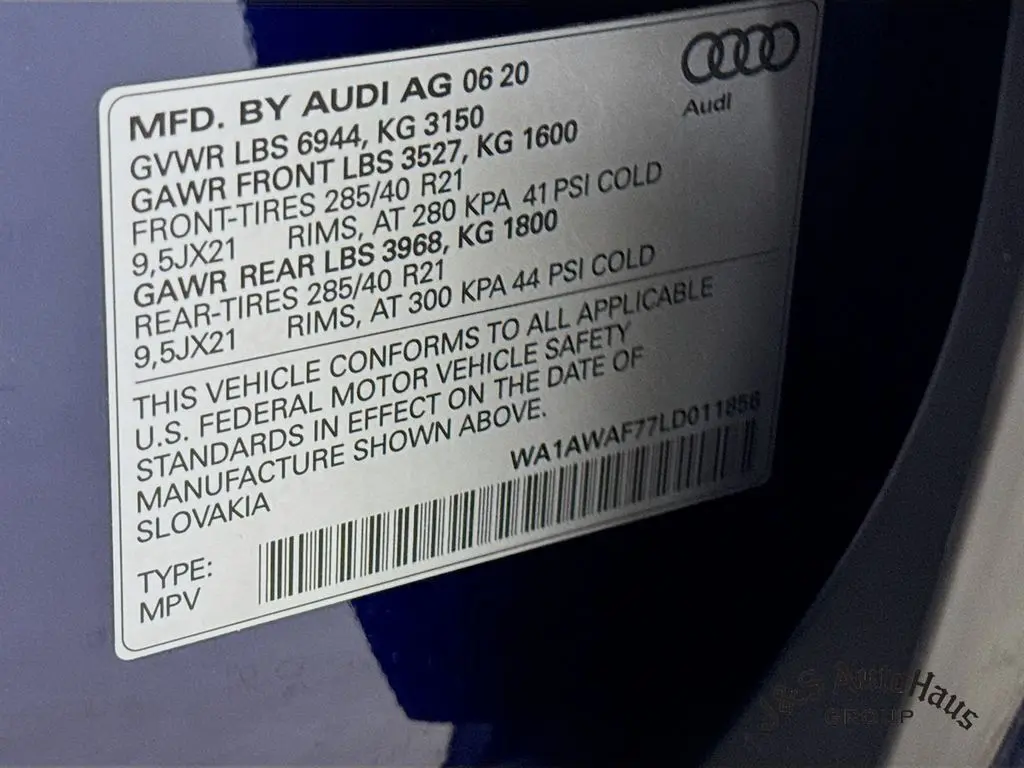 MFD. BY AUDI AG 06 20
Audi
GVWR LBS 6944, KG 3150
GAWR FRONT LBS 3527, KG 1600
FRONT-TIRES 285/40 R21
9,5JX21 RIMS, AT 280 KPA 41 PSI COLD
GAWR REAR LBS 3968, KG 1800
REAR-TIRES 285/40 R21
9,5JX21 RIMS, AT 300 KPA 44 PSI COLD
THIS VEHICLE CONFORMS TO ALL APPLICABLE
U.S. FEDERAL MOTOR VEHICLE SAFETY
STANDARDS IN EFFECT ON THE DATE OF
MANUFACTURE SHOWN ABOVE.
SLOVAKIA
WA1AWAF77LD011856
TYPE:
MPV
Auto Haus
GROUP